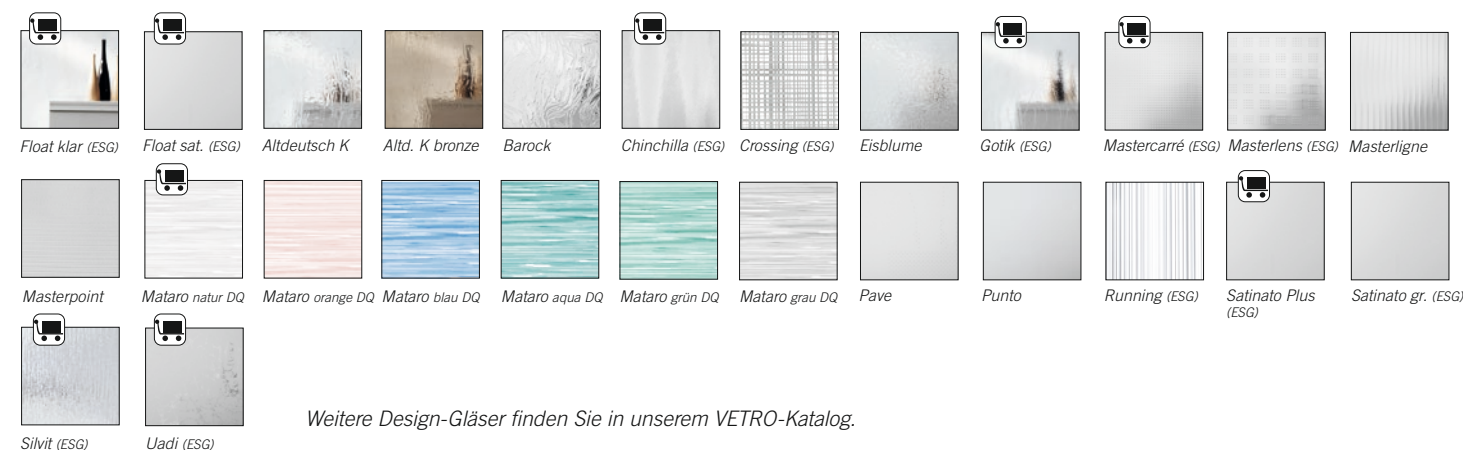 Float klar (ESG)
Float sat. (ESG)
Altdeutsch K
Altd. K bronze
Barock
Chinchilla (ESG)
Crossing (ESG)
Eisblume
Gotik (ESG)
Mastercarré (ESG)
Masterlens (ESG)
Masterligne
Masterpoint
Mataro natur DQ
Mataro orange DQ
Mataro blau DQ
Mataro aqua DQ
Mataro grün DQ
Mataro grau DQ
Pave
Punto
Running (ESG)
Satinato Plus
(ESG)
Satinato gr. (ESG)
Silvit (ESG)
Uadi (ESG)
Weitere Design-Gläser finden Sie in unserem VETRO-Katalog.